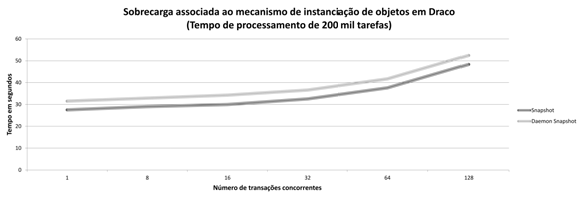 Sobrecarga associada ao mecanismo de instanciação de objetos em Draco
(Tempo de processamento de 200 mil tarefas)
60
50
40
30
20
10
0
Tempo em segundos
1 8 16 32 64 128
Número de transações concorrentes
Snapshot
Daemon Snapshot